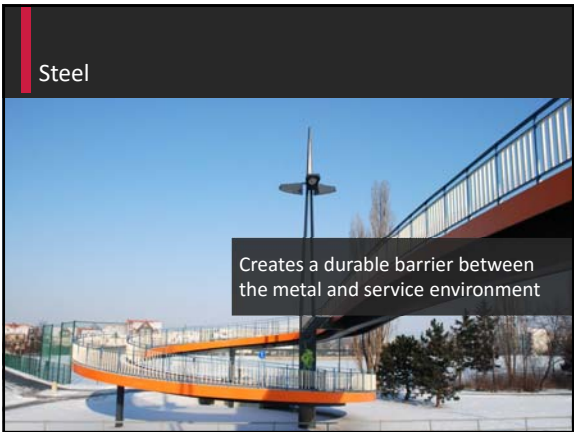 Steel
Creates a durable barrier between
the metal and service environment